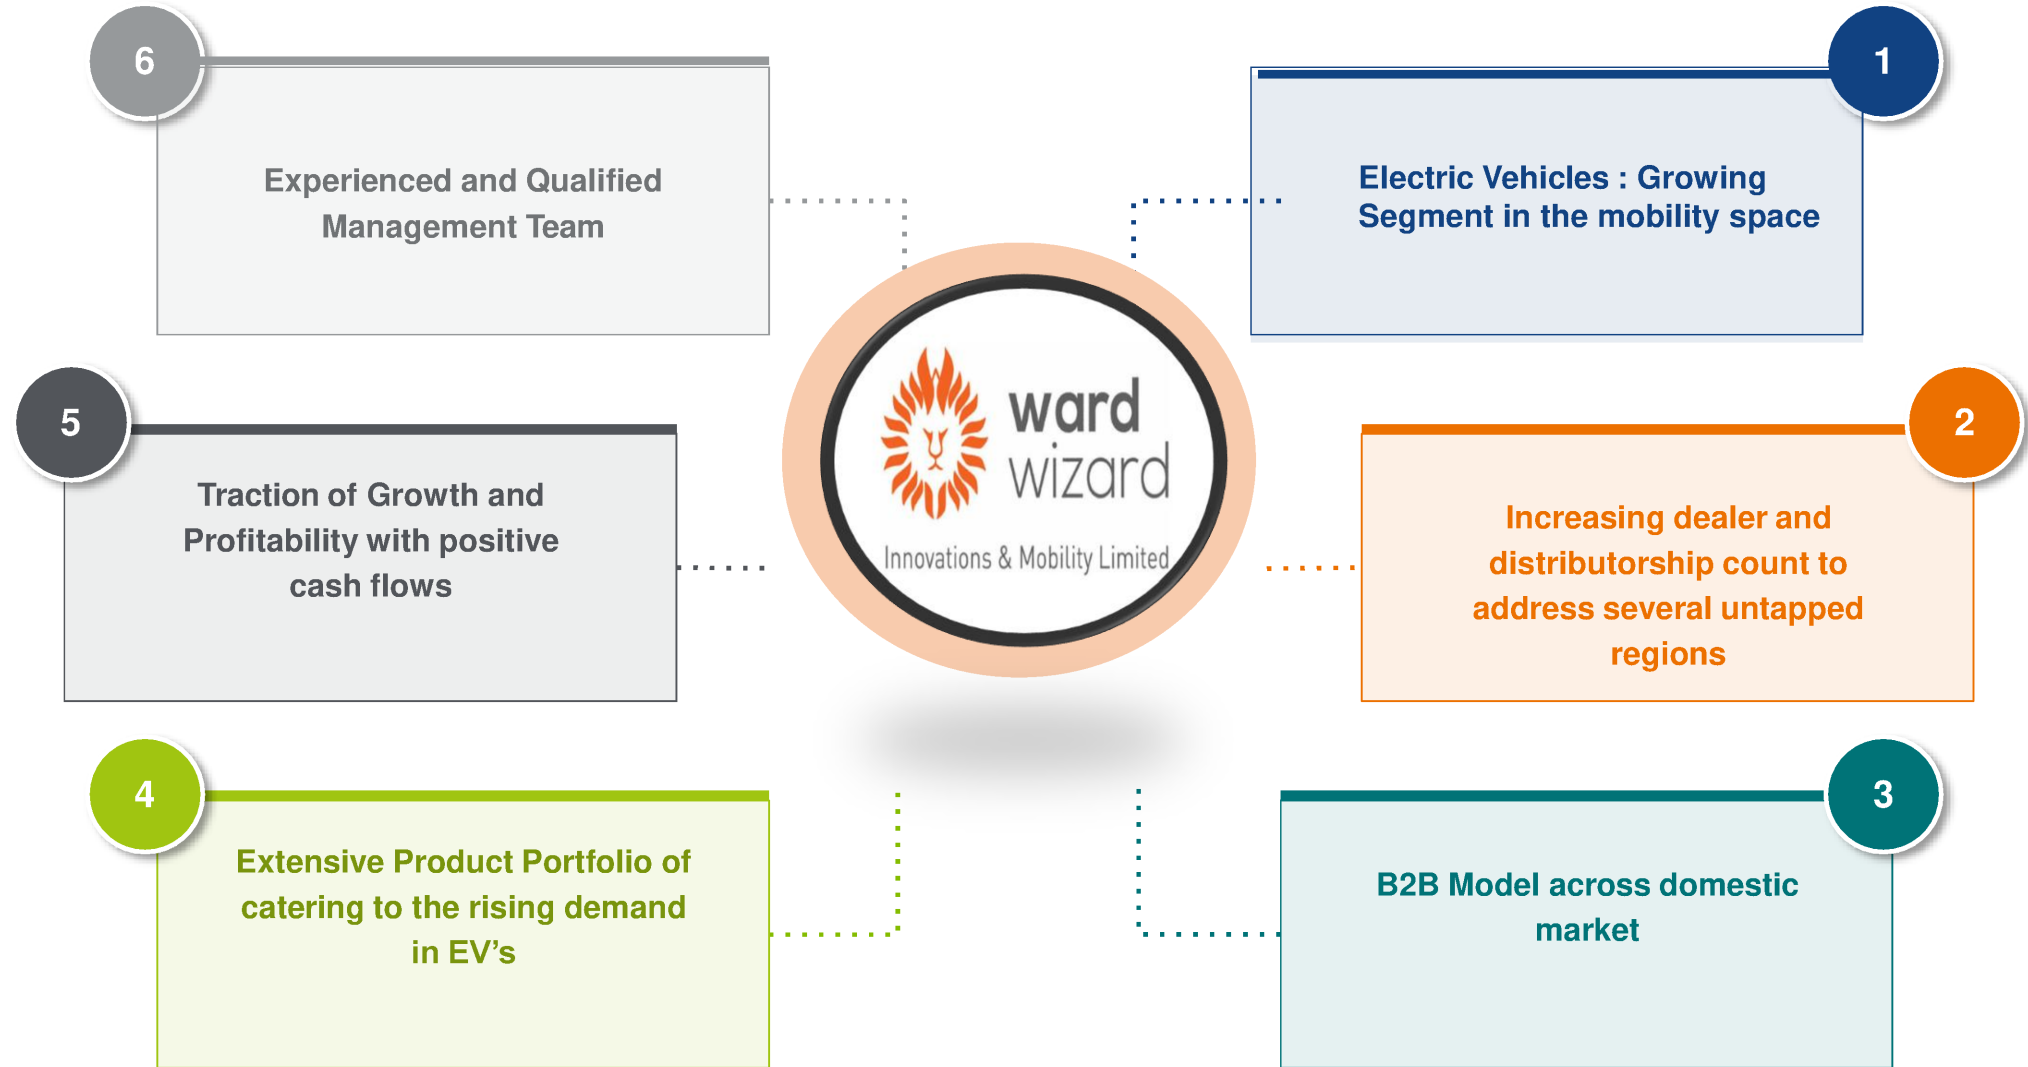 1
Electric Vehicles : Growing
Segment in the mobility space
2
Increasing dealer and
distributorship count to
address several untapped
regions
3
B2B Model across domestic
market
4
Extensive Product Portfolio of
catering to the rising demand
in EV’s
5
Traction of Growth and
Profitability with positive
cash flows
6
Experienced and Qualified
Management Team
ward
wizard
Innovations & Mobility Limited